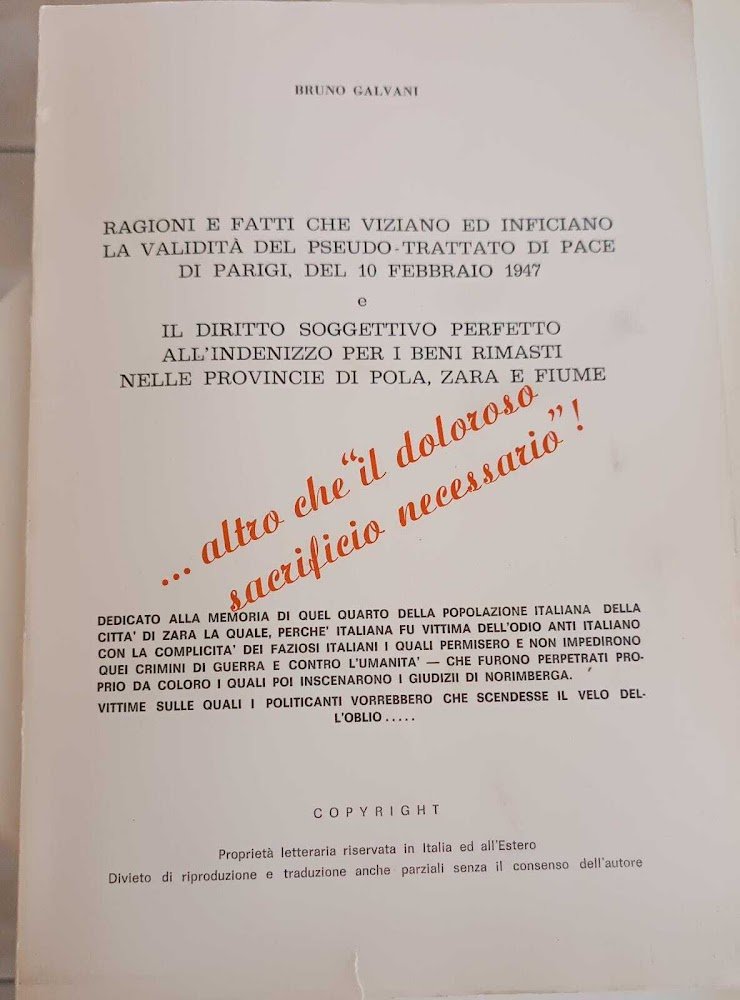 BRUNO GALVANI
RAGIONI E FATTI CHE VIZIANO ED INFICIANO
LA VALIDITÀ DEL PSEUDO-TRATTATO DI PACE
DI PARIGI, DEL 10 FEBBRAIO 1947
e
IL DIRITTO SOGGETTIVO PERFETTO
ALL'INDENIZZO PER I BENI RIMASTI
NELLE PROVINCIE DI POLA, ZARA E FIUME
... altro che "il doloroso
sacrificio necessario"!
DEDICATO ALLA MEMORIA DI QUEL QUARTO DELLA POPOLAZIONE ITALIANA DELLA
CITTA' DI ZARA LA QUALE, PERCHE' ITALIANA FU VITTIMA DELL'ODIO ANTI ITALIANO
CON LA COMPLICITA' DEI FAZIOSI ITALIANI I QUALI PERMISERO E NON IMPEDIRONO
QUEI CRIMINI DI GUERRA E CONTRO L'UMANITA' — CHE FURONO PERPETRATI PRO-
PRIO DA COLORO I QUALI POI INSCENARONO I GIUDIZII DI NORIMBERGA.
VITTIME SULLE QUALI I POLITICANTI VORREBBERO CHE SCENDESSE IL VELO DEL-
L'OBLIO.....
COPYRIGHT
Proprietà letteraria riservata in Italia ed all'Estero
Divieto di riproduzione e traduzione anche parziali senza il consenso dell'autore